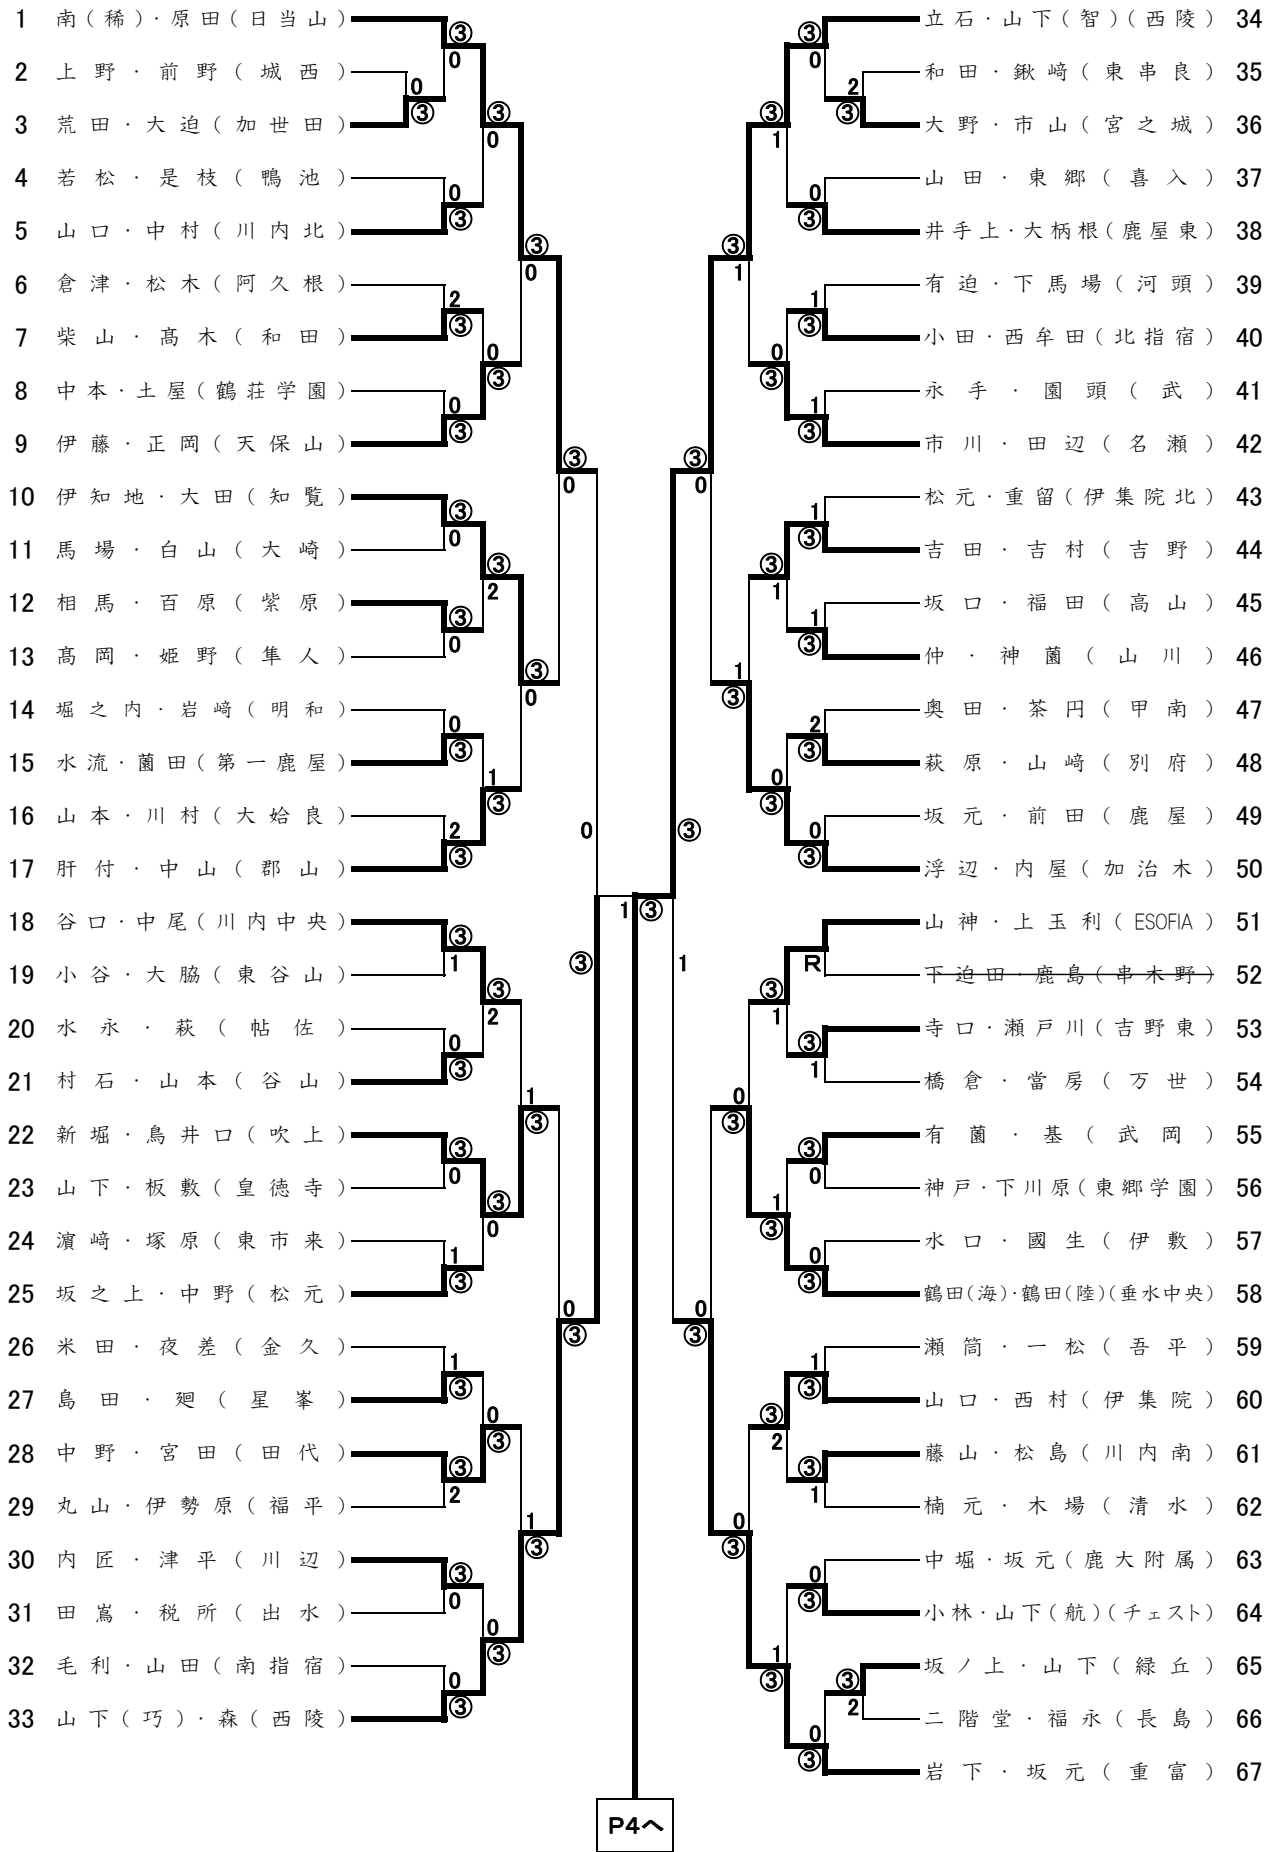 1 南(稀)・原田(日当山)
2 上野・前野(城西)
3 荒田・大迫(加世田)
4 若松・是枝(鴨池)
5 山口・中村(川内北)
6 倉津・松木(阿久根)
7 柴山・髙木(和田)
8 中本・土屋(鶴荘学園)
9 伊藤・正岡(天保山)
10 伊知地・大田(知覧)
11 馬場・白山(大崎)
12 相馬・百原(紫原)
13 髙岡・姫野(隼人)
14 堀之内・岩﨑(明和)
15 水流・薗田(第一鹿屋)
16 山本・川村(大姶良)
17 肝付・中山(郡山)
18 谷口・中尾(川内中央)
19 小谷・大脇(東谷山)
20 水永・萩(帖佐)
21 村石・山本(谷山)
22 新堀・鳥井口(吹上)
23 山下・板敷(皇徳寺)
24 濵﨑・塚原(東市来)
25 坂之上・中野(松元)
26 米田・夜差(金久)
27 島田・廻(星峯)
28 中野・宮田(田代)
29 丸山・伊勢原(福平)
30 内匠・津平(川辺)
31 田嶌・税所(出水)
32 毛利・山田(南指宿)
33 山下(巧)・森(西陵)
立石・山下(智)(西陵) 34
和田・鍬﨑(東串良) 35
大野・市山(宮之城) 36
山田・東郷(喜入) 37
井手上・大柄根(鹿屋東) 38
有迫・下馬場(河頭) 39
小田・西牟田(北指宿) 40
永手・園頭(武) 41
市川・田辺(名瀬) 42
松元・重留(伊集院北) 43
吉田・吉村(吉野) 44
坂口・福田(高山) 45
仲・神薗(山川) 46
奥田・茶円(甲南) 47
萩原・山﨑(別府) 48
坂元・前田(鹿屋) 49
浮辺・内屋(加治木) 50
山神・上玉利(ESOFIA) 51
下迫田・鹿島(串木野) 52
寺口・瀬戸川(吉野東) 53
橋倉・當房(万世) 54
有薗・基(武岡) 55
神戸・下川原(東郷学園) 56
水口・國生(伊敷) 57
鶴田(海)・鶴田(陸)(垂水中央) 58
瀬筒・一松(吾平) 59
山口・西村(伊集院) 60
藤山・松島(川内南) 61
楠元・木場(清水) 62
中堀・坂元(鹿大附属) 63
小林・山下(航)(チェスト) 64
坂ノ上・山下(緑丘) 65
二階堂・福永(長島) 66
岩下・坂元(重富) 67
P4へ